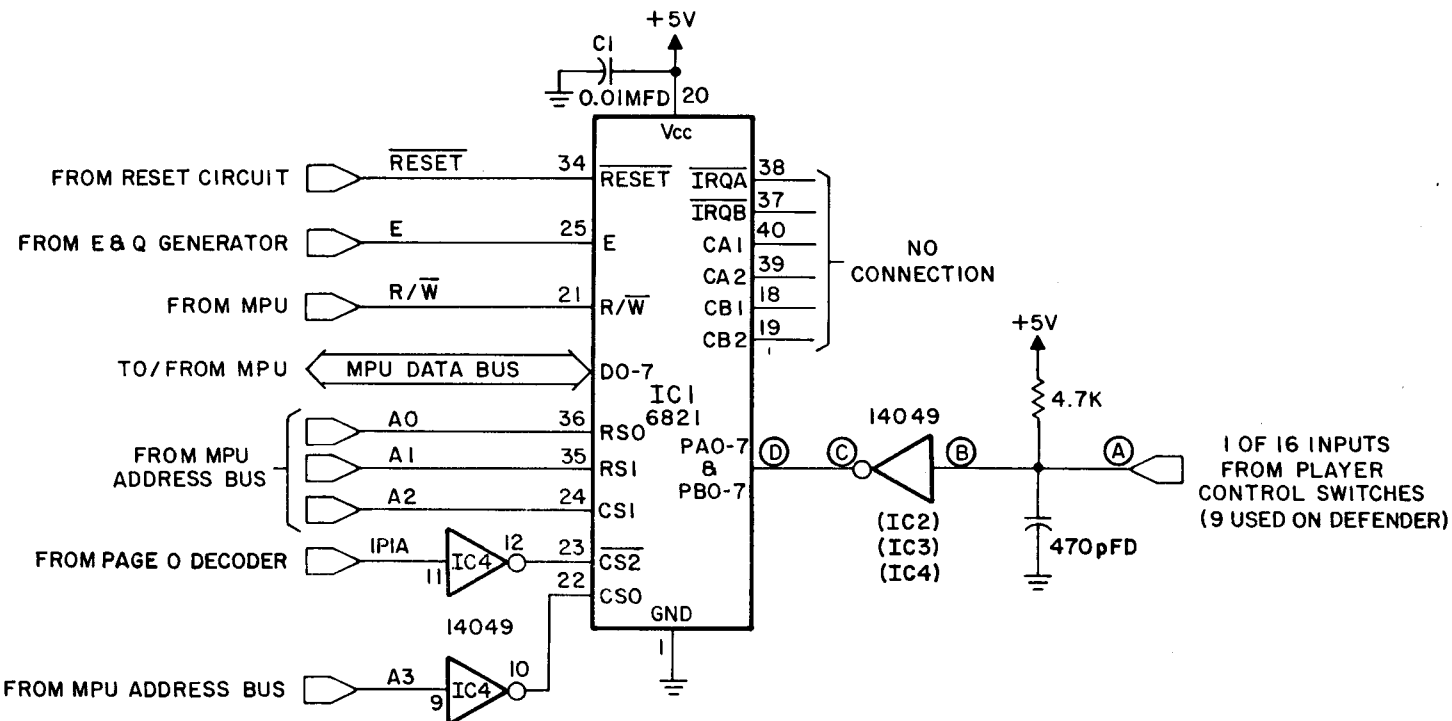 +5V
C1
0.01MFD
20
Vcc
FROM RESET CIRCUIT
RESET
34
RESET
FROM E & Q GENERATOR
E
25
E
FROM MPU
R/W
21
R/W
TO/FROM MPU
MPU DATA BUS
D0-7
FROM MPU
ADDRESS BUS
A0
36
RS0
A1
35
RS1
A2
24
CS1
FROM PAGE 0 DECODER
IPIA
11
IC4
12
23
CS2
22
CS0
14049
FROM MPU ADDRESS BUS
A3
9
IC4
10
IC1
6821
GND
1
IRQA
38
IRQB
37
CA1
40
CA2
39
CB1
18
CB2
19
NO
CONNECTION
PA0-7
&
PB0-7
D
C
14049
(IC2)
(IC3)
(IC4)
B
+5V
4.7K
470pFD
A
1 OF 16 INPUTS
FROM PLAYER
CONTROL SWITCHES
(9 USED ON DEFENDER)